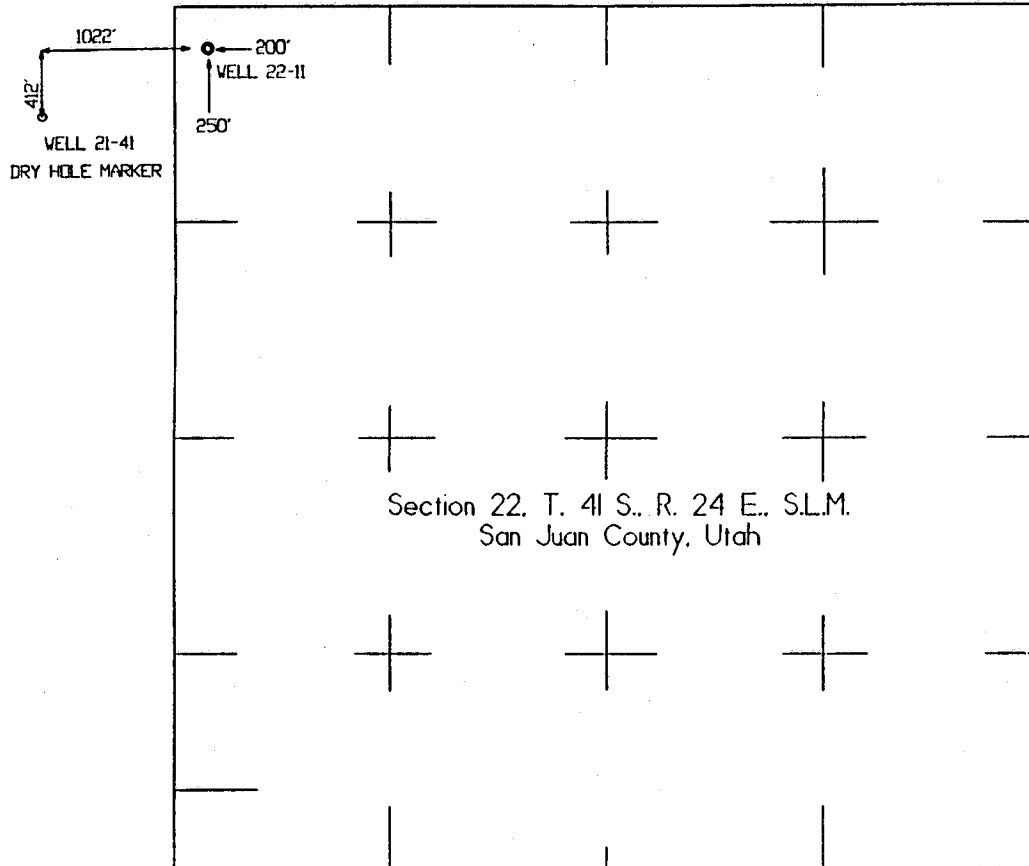 1022'
200'
WELL 22-11
412'
250'
WELL 21-41
DRY HOLE MARKER
Section 22, T. 41 S., R. 24 E., S.L.M.
San Juan County, Utah